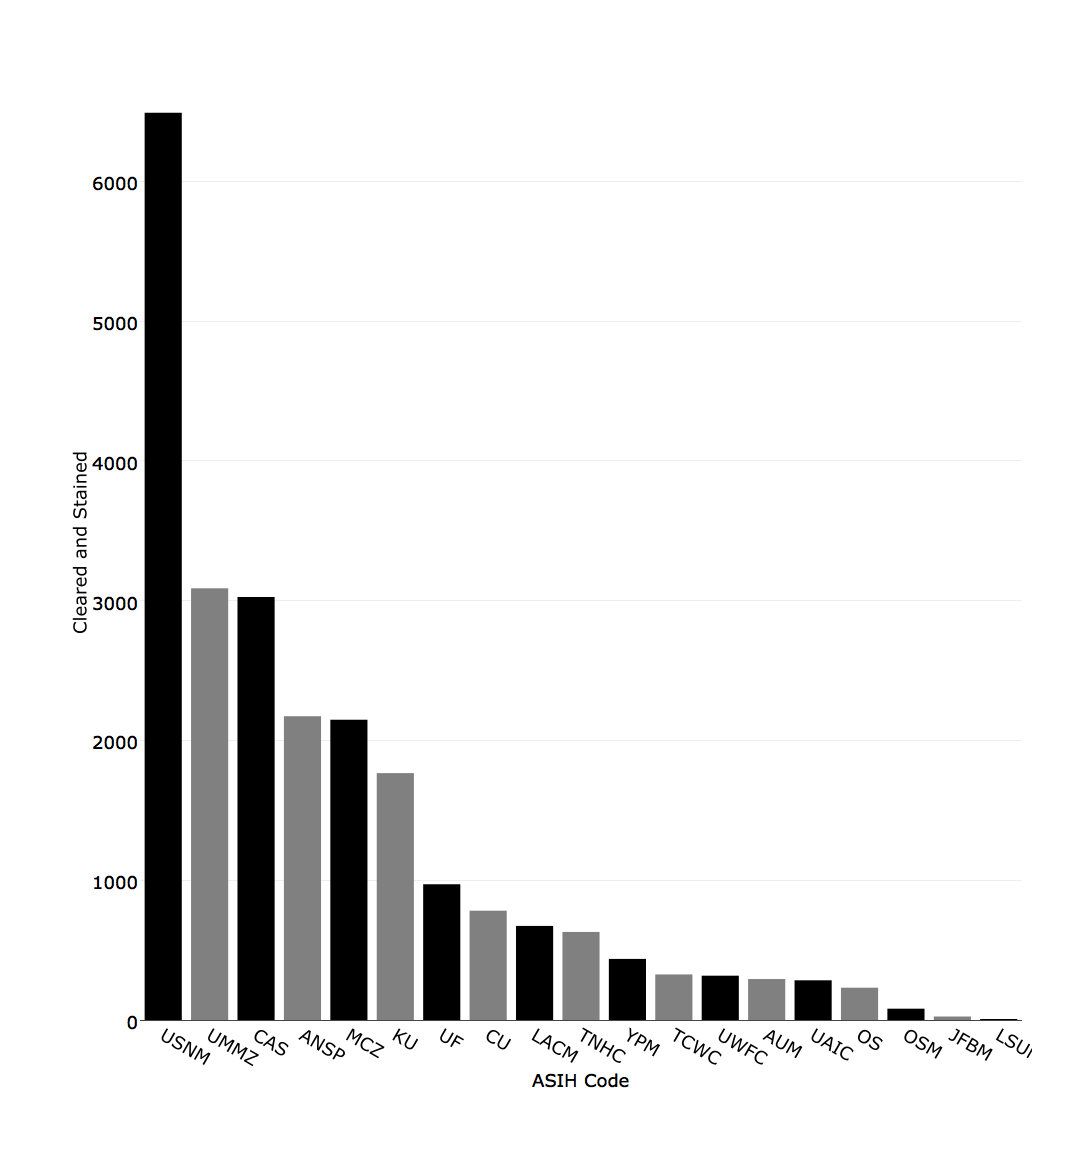 6000
5000
4000
3000
2000
1000
0
Cleared and Stained
USNM
UMMZ
CAS
ANSP
MCZ
KU
UF
CU
LACM
TNHC
YPM
TCWC
UWFC
AUM
UAIC
OS
OSM
JFBM
ASIH Code